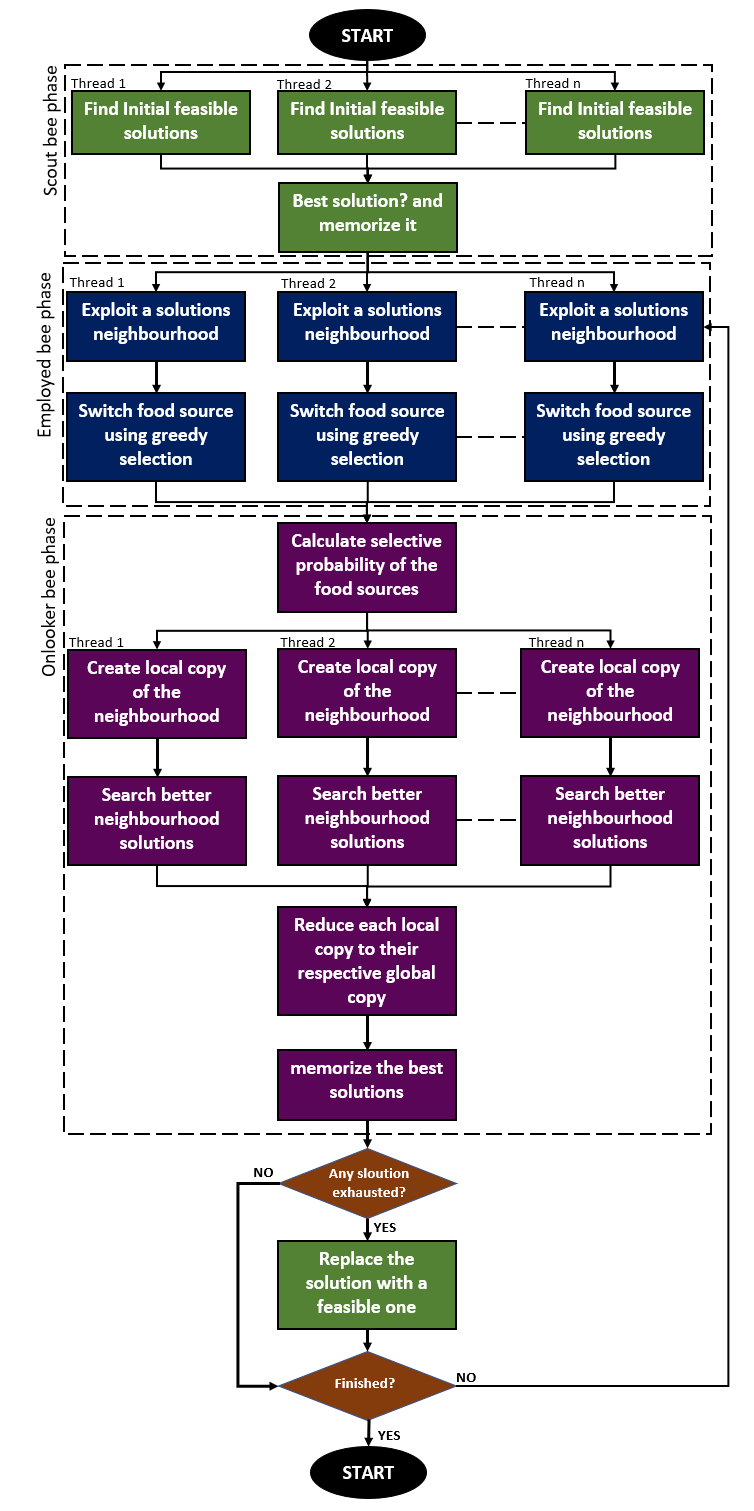 START
Scout bee phase
Thread 1
Thread 2
Thread n
Find Initial feasible
solutions
Find Initial feasible
solutions
Find Initial feasible
solutions
Best solution? and
memorize it
Employed bee phase
Thread 1
Thread 2
Thread n
Exploit a solutions
neighbourhood
Exploit a solutions
neighbourhood
Exploit a solutions
neighbourhood
Switch food source
using greedy
selection
Switch food source
using greedy
selection
Switch food source
using greedy
selection
Onlooker bee phase
Calculate selective
probability of the
food sources
Thread 1
Thread 2
Thread n
Create local copy
of the
neighbourhood
Create local copy
of the
neighbourhood
Create local copy
of the
neighbourhood
Search better
neighbourhood
solutions
Search better
neighbourhood
solutions
Search better
neighbourhood
solutions
Reduce each local
copy to their
respective global
copy
memorize the best
solutions
Any sloution
exhausted?
NO
YES
Replace the
solution with a
feasible one
Finished?
NO
YES
START